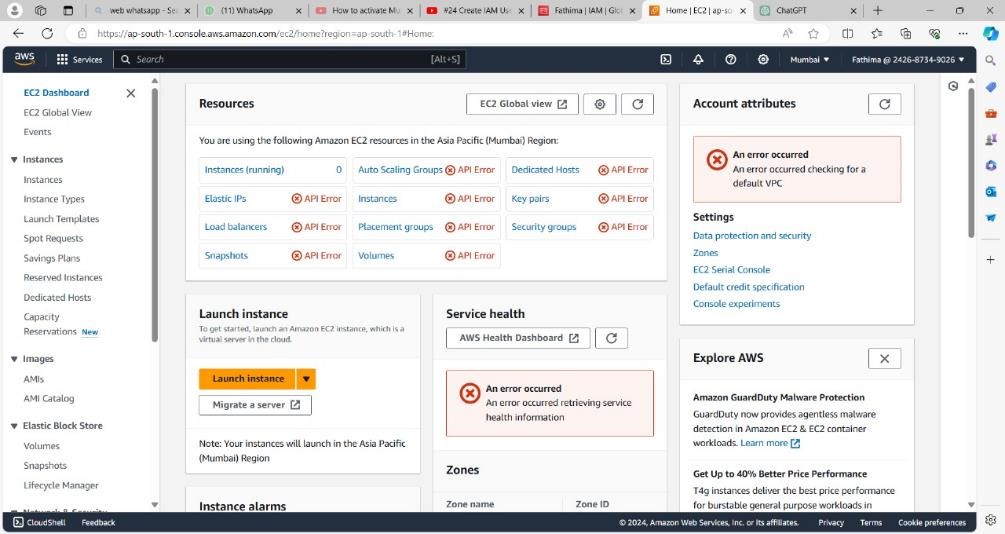 web whatsapp - Se
(11) WhatsApp
How to activate Mu
#24 Create IAM Use
Fathima | IAM | Glo
Home | EC2 | ap-so
ChatGPT
https://ap-south-1.console.aws.amazon.com/ec2/home?region=ap-south-1#Home:
aws
Services
Search
[Alt+S]
Mumbai
Fathima @ 2426-8734-9026
EC2 Dashboard
EC2 Global View
Events
Instances
Instances
Instance Types
Launch Templates
Spot Requests
Savings Plans
Reserved Instances
Dedicated Hosts
Capacity
Reservations New
Images
AMIs
AMI Catalog
Elastic Block Store
Volumes
Snapshots
Lifecycle Manager
Network & Security
Resources
EC2 Global view
You are using the following Amazon EC2 resources in the Asia Pacific (Mumbai) Region:
Instances (running) 0
Auto Scaling Groups API Error
Dedicated Hosts API Error
Elastic IPs API Error
Instances API Error
Key pairs API Error
Load balancers API Error
Placement groups API Error
Security groups API Error
Snapshots API Error
Volumes API Error
Launch instance
To get started, launch an Amazon EC2 instance, which is a
virtual server in the cloud.
Launch instance
Migrate a server
Note: Your instances will launch in the Asia Pacific
(Mumbai) Region
Instance alarms
Service health
AWS Health Dashboard
An error occurred
An error occurred retrieving service
health information
Zones
Zone name
Zone ID
Account attributes
An error occurred
An error occurred checking for a
default VPC
Settings
Data protection and security
Zones
EC2 Serial Console
Default credit specification
Console experiments
Explore AWS
Amazon GuardDuty Malware Protection
GuardDuty now provides agentless malware
detection in Amazon EC2 & EC2 container
workloads. Learn more
Get Up to 40% Better Price Performance
T4g instances deliver the best price performance
for burstable general purpose workloads in
CloudShell
Feedback
© 2024, Amazon Web Services, Inc. or its affiliates.
Privacy
Terms
Cookie preferences